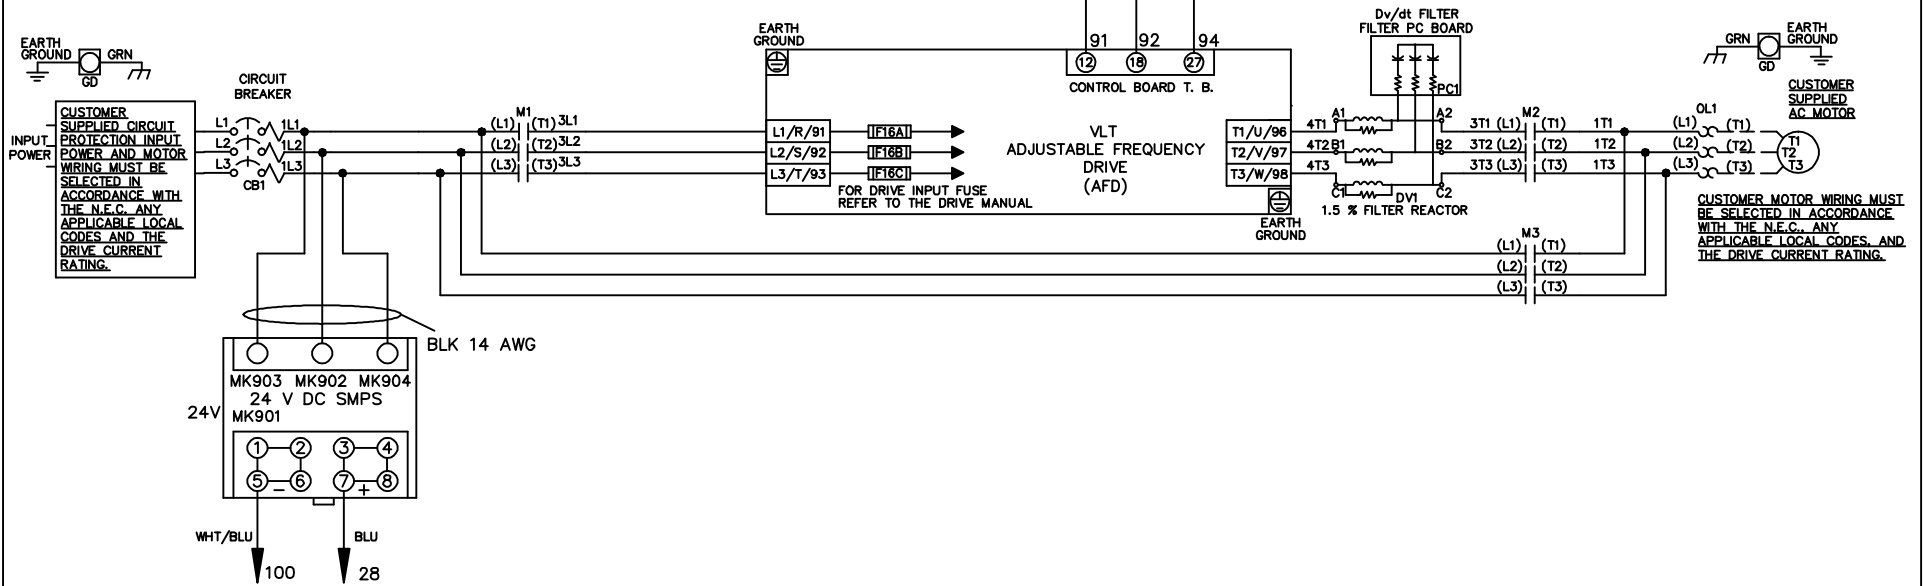 EARTH
GROUND
GRN
GD
CIRCUIT
BREAKER
INPUT
POWER
CUSTOMER
SUPPLIED CIRCUIT
PROTECTION INPUT
POWER AND MOTOR
WIRING MUST BE
SELECTED IN
ACCORDANCE WITH
THE N.E.C. ANY
APPLICABLE LOCAL
CODES AND THE
DRIVE CURRENT
RATING.
L1 1L1
L2 1L2
L3 1L3
CB1
M1
(L1) (T1) 3L1
(L2) (T2) 3L2
(L3) (T3) 3L3
EARTH
GROUND
91 92 94
12 18 27
CONTROL BOARD T. B.
L1/R/91
L2/S/92
L3/T/93
F16A
F16B
F16C
FOR DRIVE INPUT FUSE
REFER TO THE DRIVE MANUAL
VLT
ADJUSTABLE FREQUENCY
DRIVE
(AFD)
T1/U/96
T2/V/97
T3/W/98
EARTH
GROUND
Dv/dt FILTER
FILTER PC BOARD
PC1
4T1 A1 A2
4T2 B1 B2
4T3 C1 C2
DV1
1.5 % FILTER REACTOR
M2
3T1 (L1) (T1) 1T1
3T2 (L2) (T2) 1T2
3T3 (L3) (T3) 1T3
M3
(L1) (T1)
(L2) (T2)
(L3) (T3)
GRN
GD
EARTH
GROUND
CUSTOMER
SUPPLIED
AC MOTOR
OL1
(L1) (T1)
(L2) (T2)
(L3) (T3)
T1
T2
T3
CUSTOMER MOTOR WIRING MUST
BE SELECTED IN ACCORDANCE
WITH THE N.E.C., ANY
APPLICABLE LOCAL CODES, AND
THE DRIVE CURRENT RATING.
BLK 14 AWG
MK903 MK902 MK904
24 V DC SMPS
24V
MK901
1 2 3 4
5 6 7 8
- +
WHT/BLU
BLU
100
28